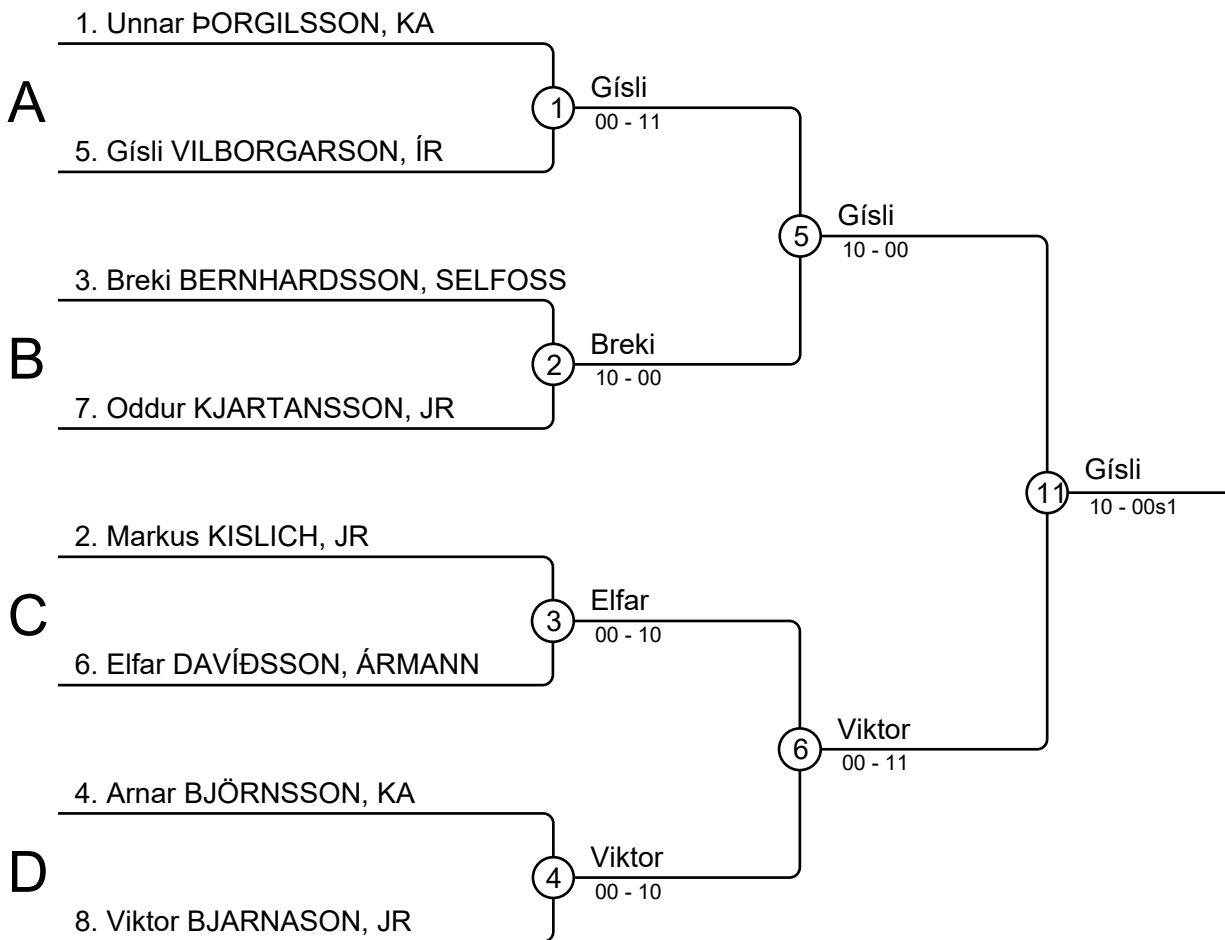 1. Unnar ÞORGILSSON, KA
A
1
Gísli
00 - 11
5. Gísli VILBORGARSON, ÍR
5
Gísli
10 - 00
3. Breki BERNHARDSSON, SELFOSS
B
2
Breki
10 - 00
7. Oddur KJARTANSSON, JR
11
Gísli
10 - 00s1
2. Markus KISLICH, JR
C
3
Elfar
00 - 10
6. Elfar DAVÍÐSSON, ÁRMANN
6
Viktor
00 - 11
4. Arnar BJÖRNSSON, KA
D
4
Viktor
00 - 10
8. Viktor BJARNASON, JR